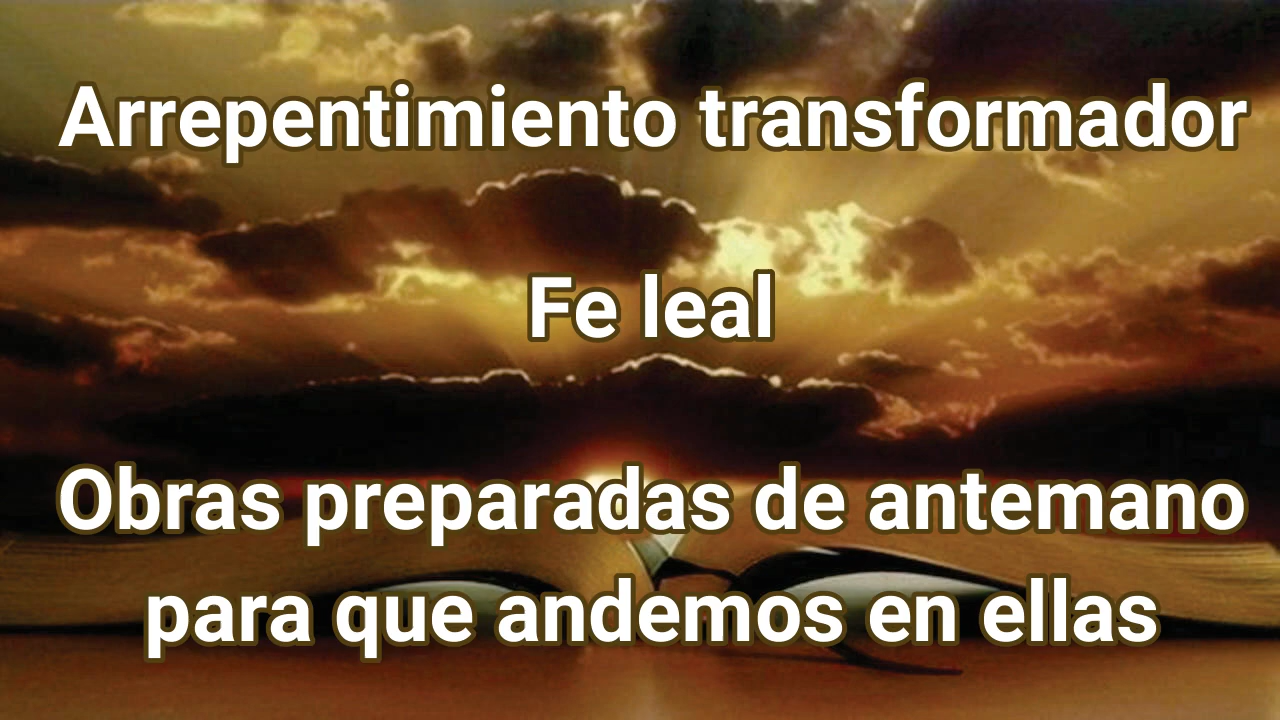 Arrepentimiento transformador
Fe leal
Obras preparadas de antemano
para que andemos en ellas